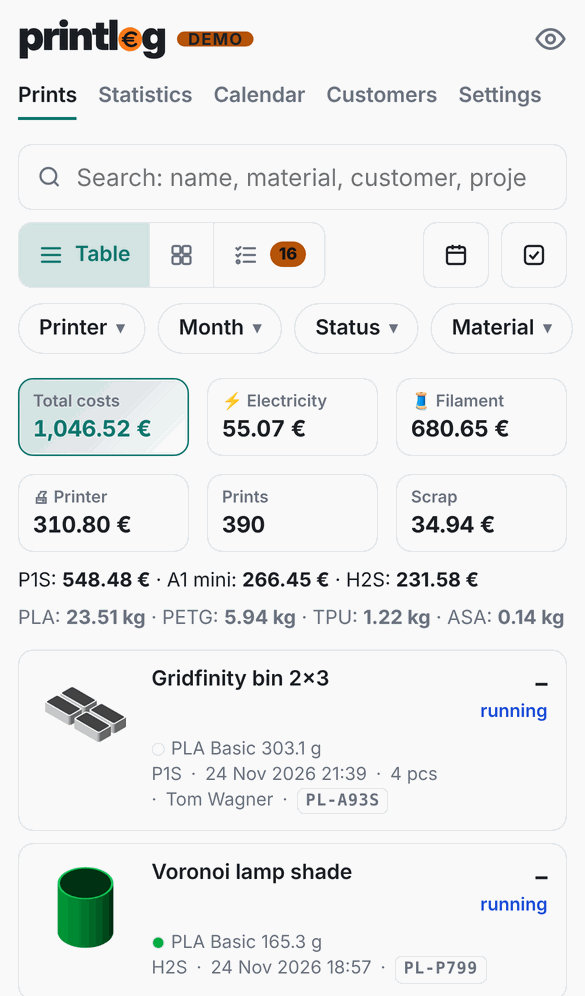 printl€g DEMO
Prints Statistics Calendar Customers Settings
Search: name, material, customer, proje
Table 16
Printer ▾ Month ▾ Status ▾ Material ▾
Total costs ⚡ Electricity 🧵 Filament
1,046.52 € 55.07 € 680.65 €
🖨 Printer Prints Scrap
310.80 € 390 34.94 €
P1S: 548.48 € · A1 mini: 266.45 € · H2S: 231.58 €
PLA: 23.51 kg · PETG: 5.94 kg · TPU: 1.22 kg · ASA: 0.14 kg
Gridfinity bin 2×3 –
running
PLA Basic 303.1 g
P1S · 24 Nov 2026 21:39 · 4 pcs
· Tom Wagner · PL-A93S
Voronoi lamp shade –
running
PLA Basic 165.3 g
H2S · 24 Nov 2026 18:57 · PL-P799